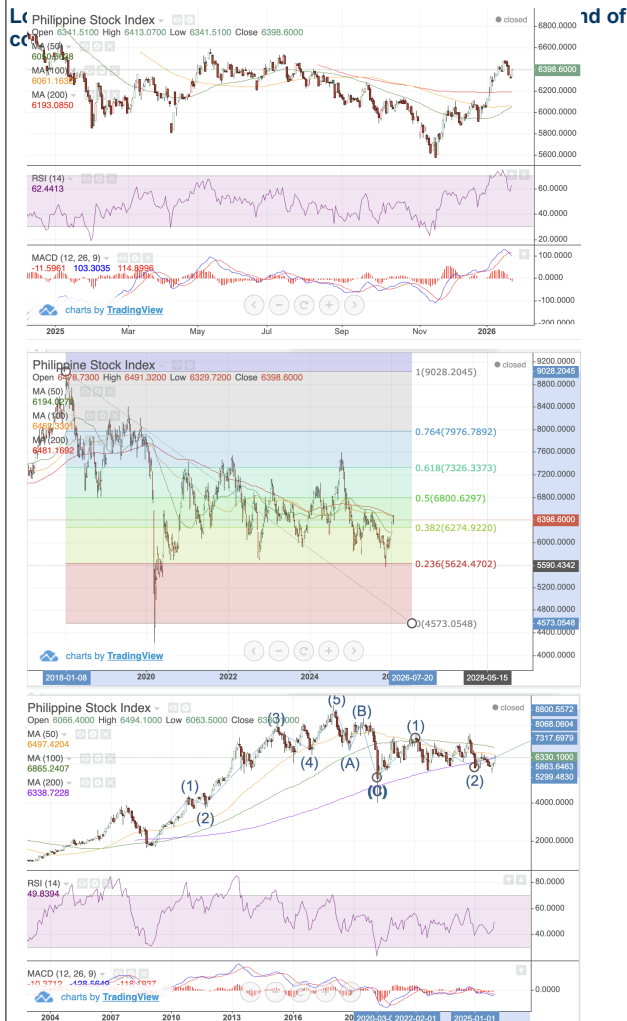 Lo
nd of
co
Philippine Stock Index
closed
Open 6341.5100 High 6413.0700 Low 6341.5100 Close 6398.6000
MA (50)
MA (100)
MA (200)
6193.0850
6800.0000
6600.0000
6398.6000
6200.0000
6000.0000
5800.0000
5600.0000
RSI (14)
62.4413
60.0000
40.0000
20.0000
MACD (12, 26, 9)
-11.5961 103.3035 114.8996
100.0000
0.0000
-100.0000
-200.0000
charts by TradingView
2025 Mar May Jul Sep Nov 2026
Philippine Stock Index
closed
High 6491.3200 Low 6329.7200 Close 6398.6000
MA (50)
MA (100)
MA (200)
6481.1692
1(9028.2045)
0.764(7976.7892)
0.618(7326.3373)
0.5(6800.6297)
0.382(6274.9220)
0.236(5624.4702)
0(4573.0548)
9200.0000
9028.2045
8800.0000
8400.0000
8000.0000
7600.0000
7200.0000
6800.0000
6398.6000
6000.0000
5590.4342
5200.0000
4800.0000
4573.0548
4400.0000
4000.0000
charts by TradingView
2018-01-08 2020 2022 2024 2026-07-20 2028-05-15
Philippine Stock Index
closed
Open 6066.4000 High 6494.1000 Low 6063.5000 Close
MA (50)
6497.4204
MA (100)
6865.2407
MA (200)
6338.7228
(1)
(2)
(3)
(4)
(5)
(A)
(B)
(C)
(1)
(2)
8800.5572
8068.0604
7317.6979
6330.1000
5863.6463
5299.4830
4000.0000
2000.0000
RSI (14)
49.8394
80.0000
60.0000
40.0000
MACD (12, 26, 9)
0.0000
charts by TradingView
2004 2007 2010 2013 2016 2022-02-01 2025-01-01